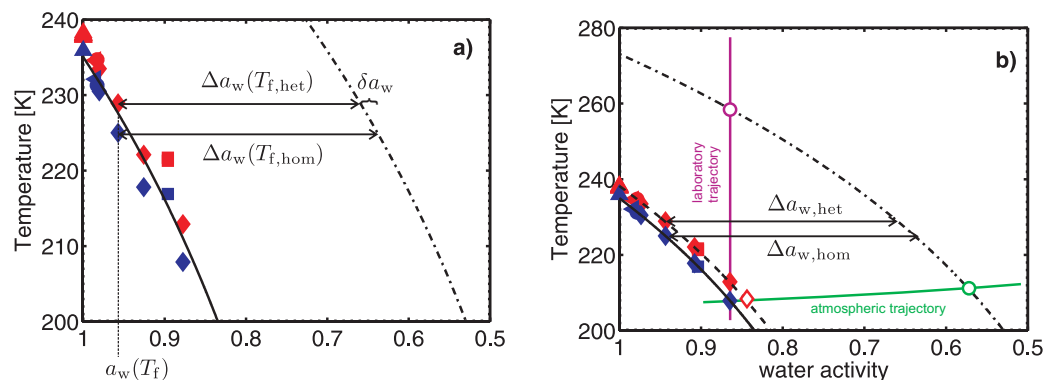 240
230
220
210
200
Temperature [K]
a)
Δa_w(T_f,het)
δa_w
Δa_w(T_f,hom)
1
0.9
0.8
0.7
0.6
0.5
a_w(T_f)
280
260
240
220
200
Temperature [K]
b)
laboratory
trajectory
Δa_w,het
Δa_w,hom
atmospheric trajectory
1
0.9
0.8
0.7
0.6
0.5
water activity